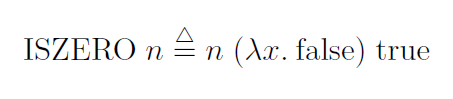 ISZERO n ≜ n (λx. false) true